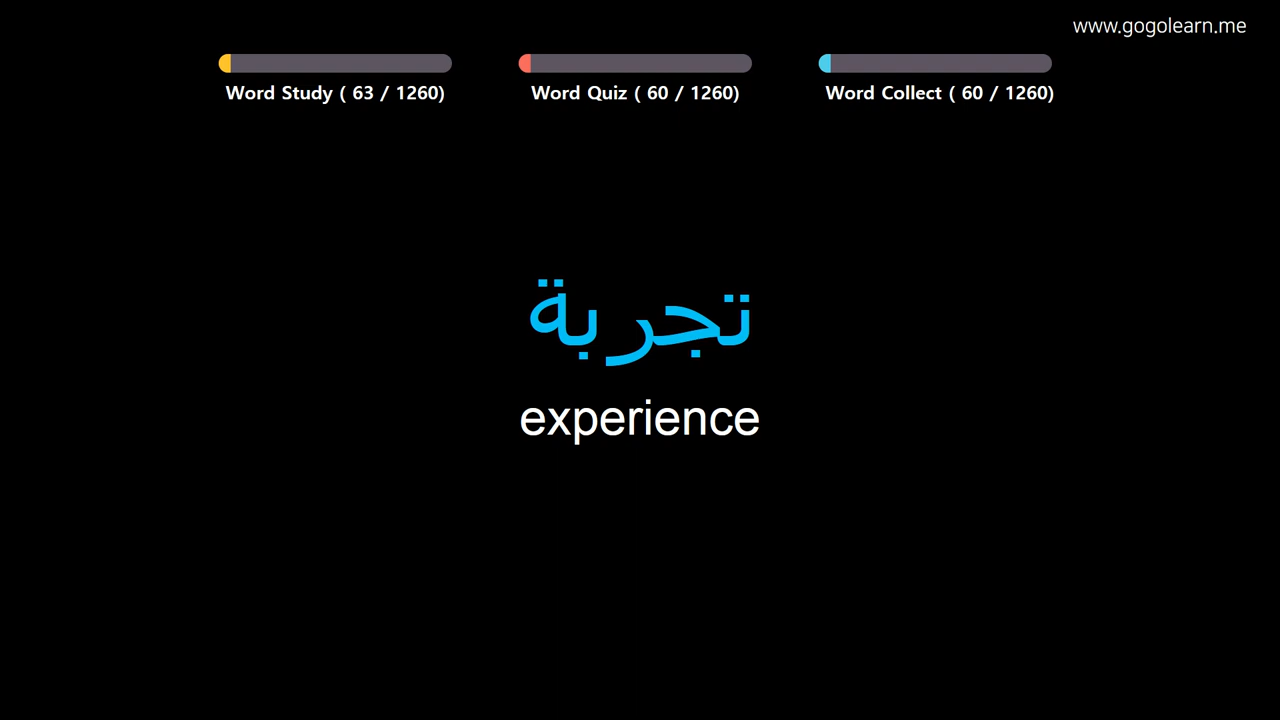 www.gogolearn.me
Word Study ( 63 / 1260)
Word Quiz ( 60 / 1260)
Word Collect ( 60 / 1260)
تجربة
experience